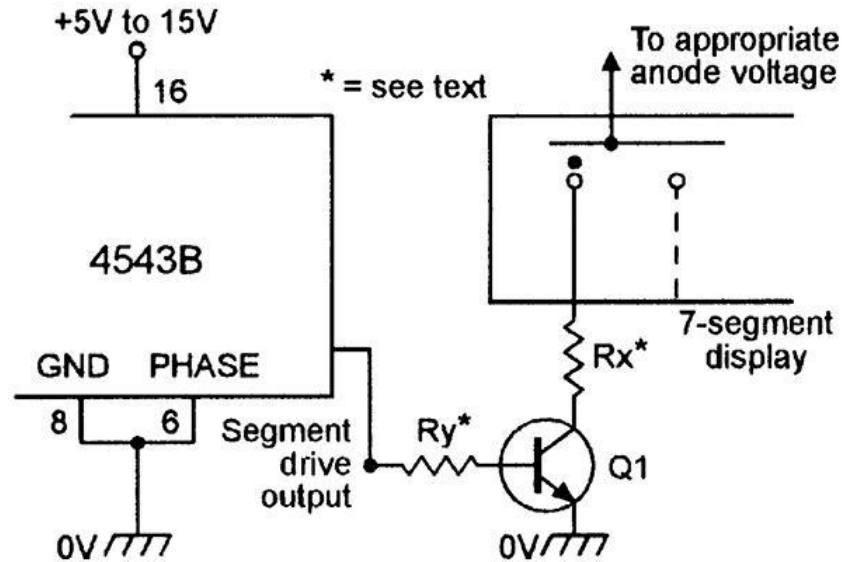 +5V to 15V
16
* = see text
To appropriate
anode voltage
4543B
GND PHASE
8 6
7-segment
display
Rx*
Segment
drive
output
Ry*
Q1
0V
0V